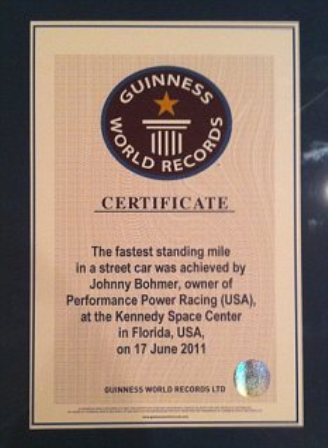 GUINNESS
WORLD RECORDS
CERTIFICATE
The fastest standing mile
in a street car was achieved by
Johnny Bohmer, owner of
Performance Power Racing (USA),
at the Kennedy Space Center
in Florida, USA,
on 17 June 2011
GUINNESS WORLD RECORDS LTD